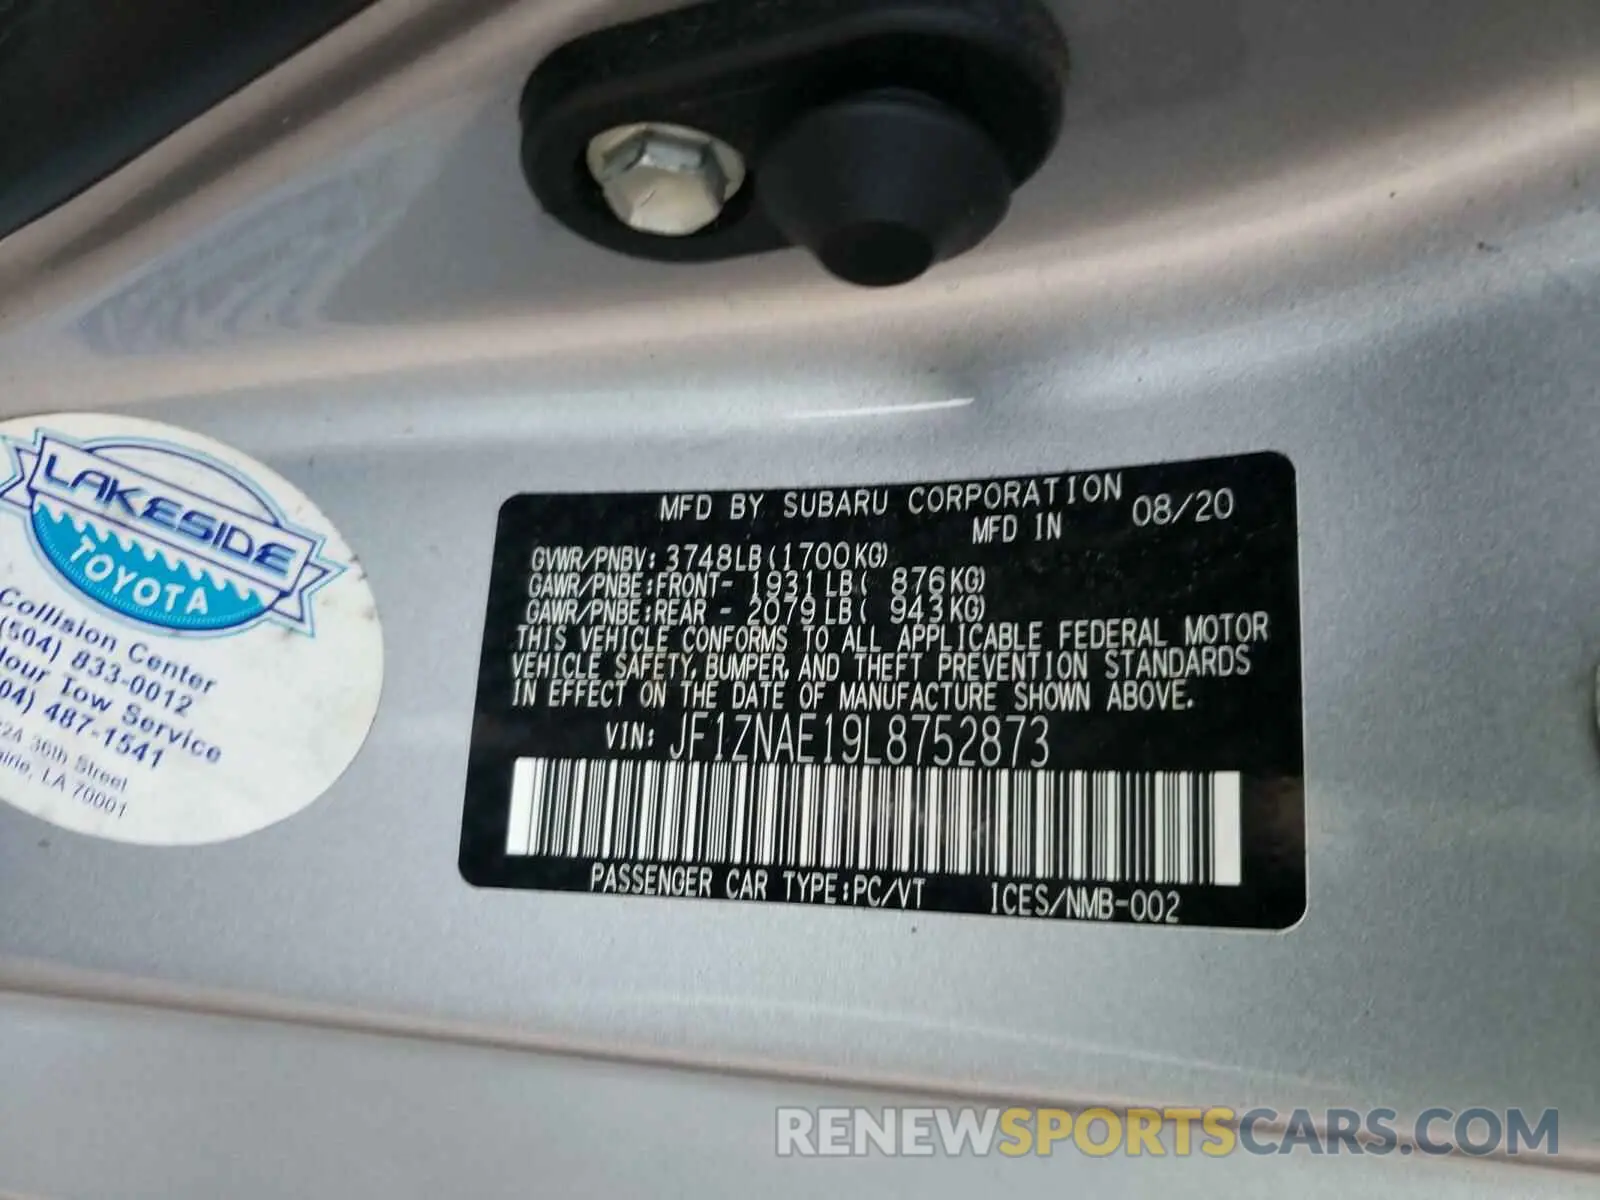 LAKESIDE
TOYOTA
Collision Center
(504) 833-0012
Hour Tow Service
04) 487-1541
36th Street
LA 70001
MFD BY SUBARU CORPORATION 08/20
MFD IN
GVWR/PNBV: 3748LB(1700KG)
GAWR/PNBE:FRONT- 1931LB( 876KG)
GAWR/PNBE:REAR - 2079LB( 943KG)
THIS VEHICLE CONFORMS TO ALL APPLICABLE FEDERAL MOTOR
VEHICLE SAFETY, BUMPER, AND THEFT PREVENTION STANDARDS
IN EFFECT ON THE DATE OF MANUFACTURE SHOWN ABOVE.
VIN: JF1ZNAE19L8752873
PASSENGER CAR TYPE:PC/VT ICES/NMB-002
RENEWSPORTSCARS.COM